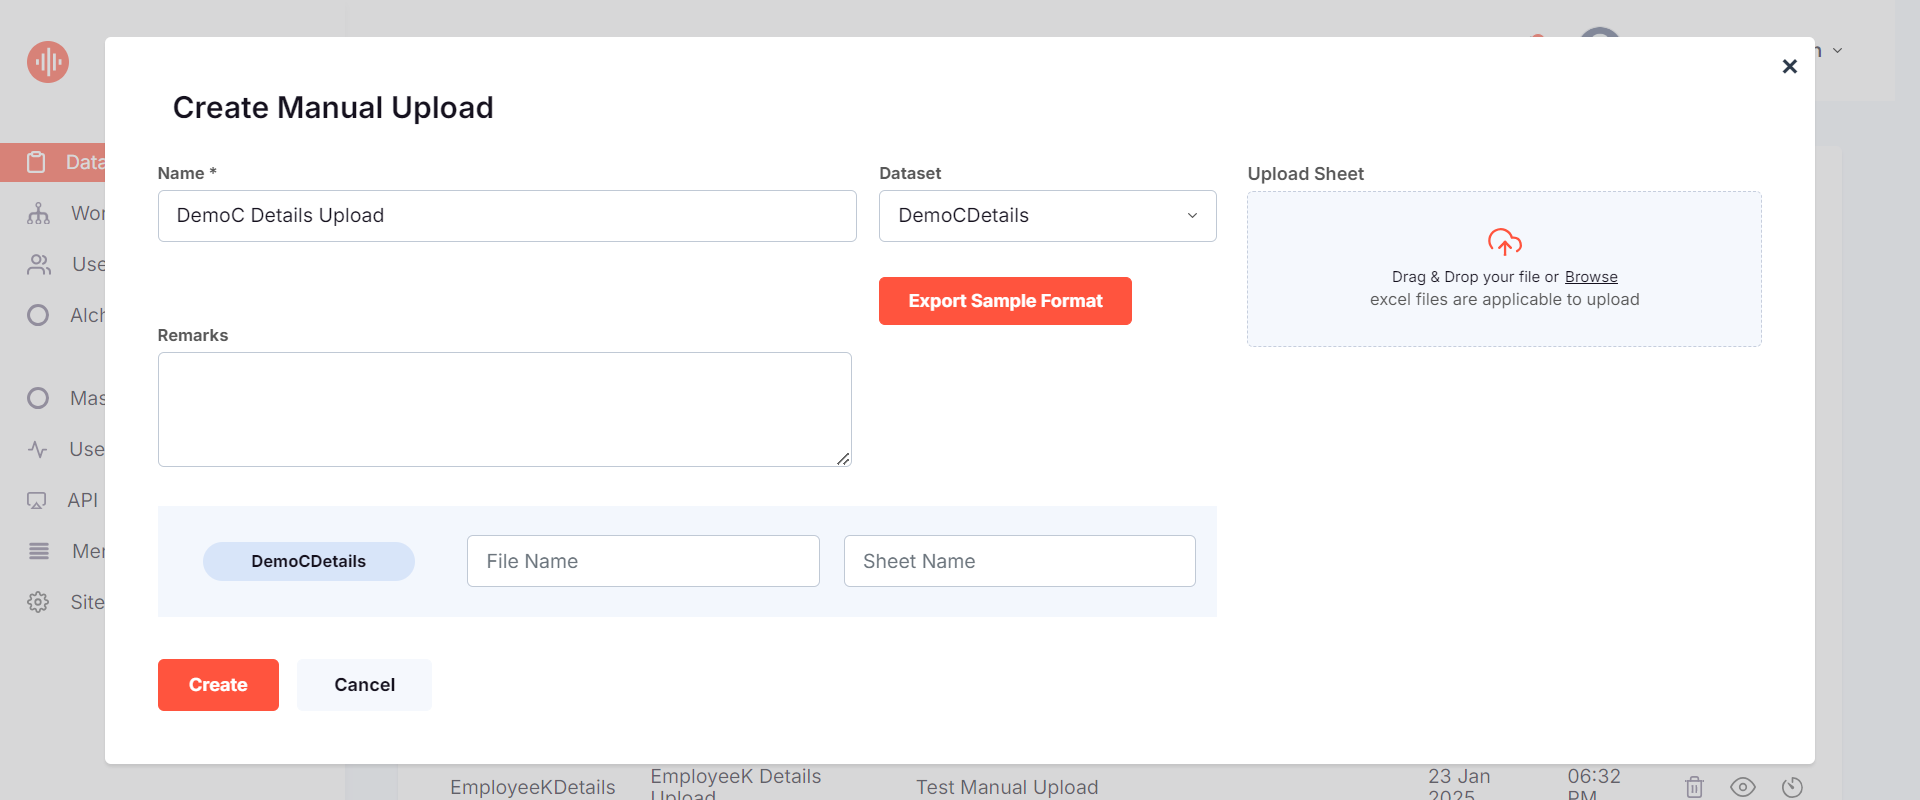 Create Manual Upload
Name *
DemoC Details Upload
Dataset
DemoCDetails
Export Sample Format
Upload Sheet
Drag & Drop your file or Browse
excel files are applicable to upload
Remarks
DemoCDetails
File Name
Sheet Name
Create
Cancel
Data
Wor
Use
Alch
Mas
Use
API
Mer
Site
EmployeeKDetails
EmployeeK Details
Upload
Test Manual Upload
23 Jan
2025
06:32
PM